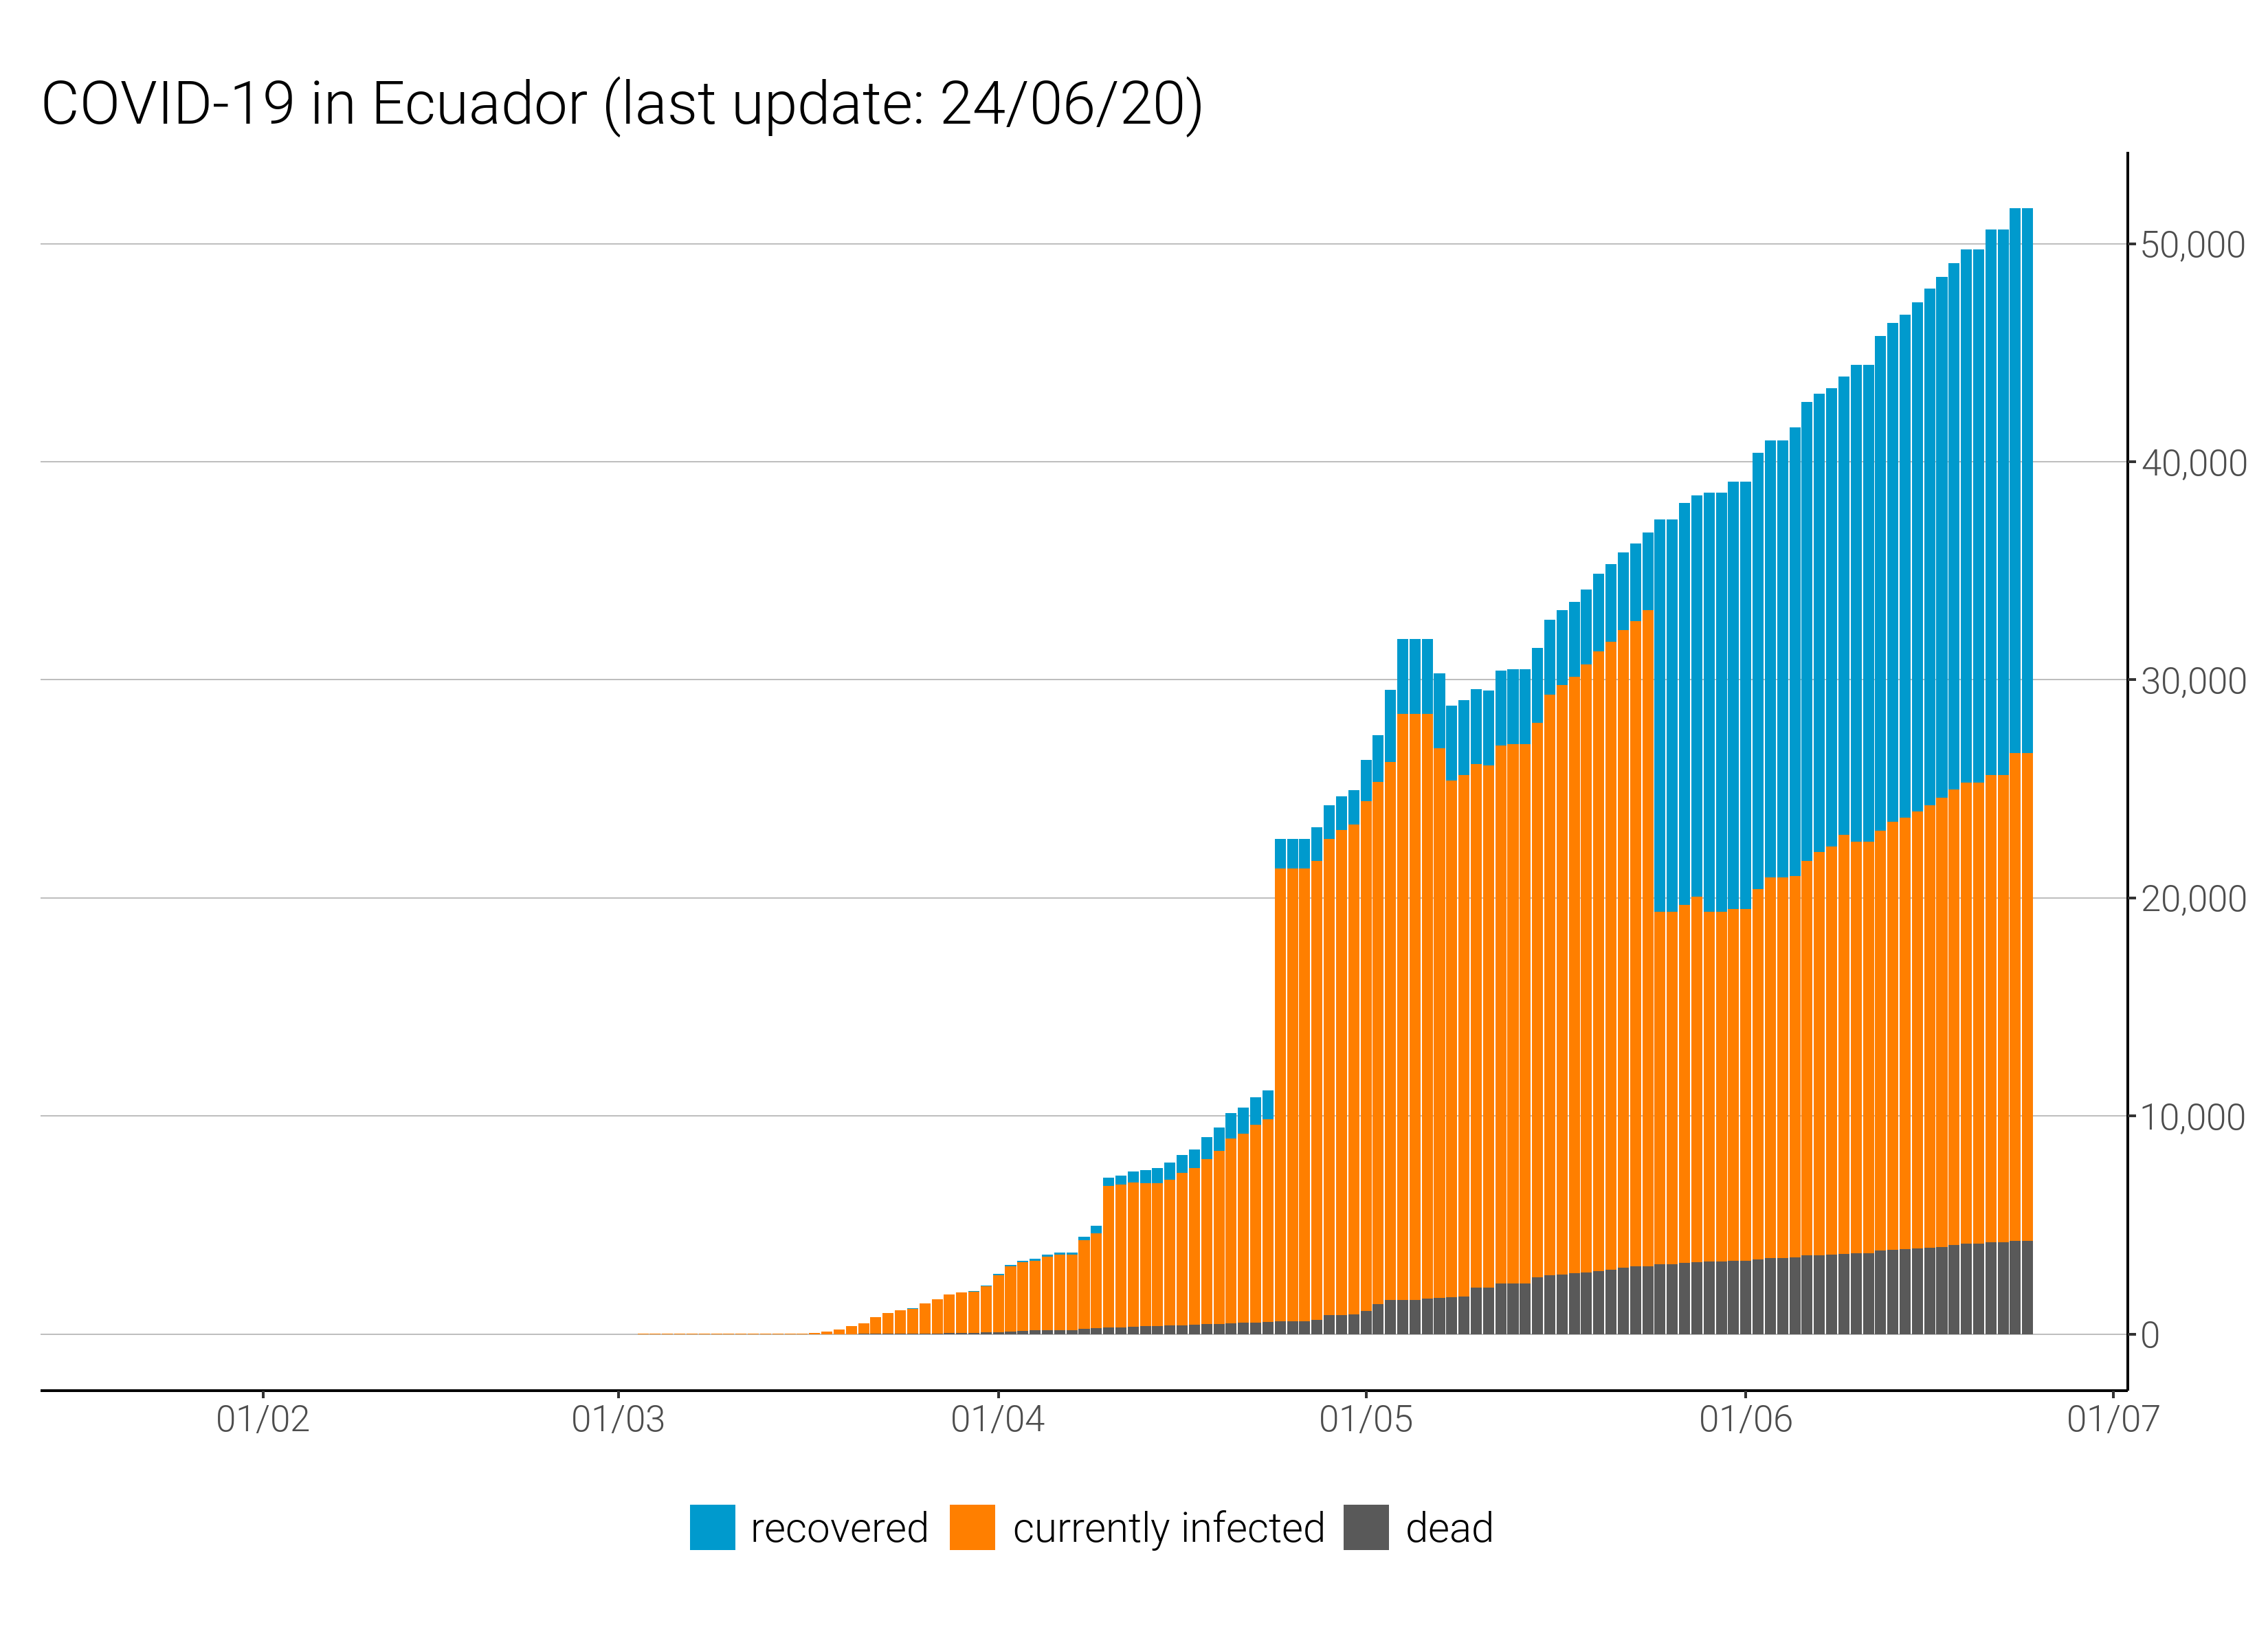 COVID-19 in Ecuador (last update: 24/06/20)
50,000
40,000
30,000
20,000
10,000
0
01/02 01/03 01/04 01/05 01/06 01/07
recovered currently infected dead